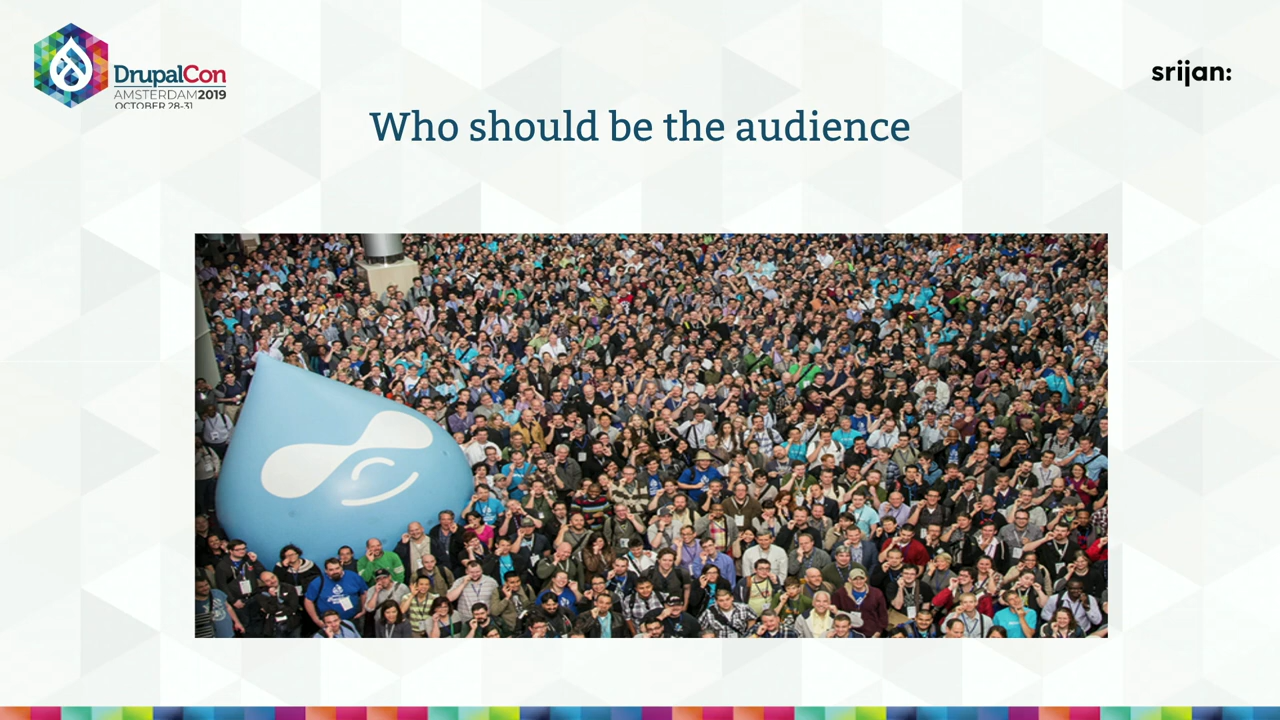 DrupalCon
AMSTERDAM2019
OCTOBER 28-31
srijan:
Who should be the audience